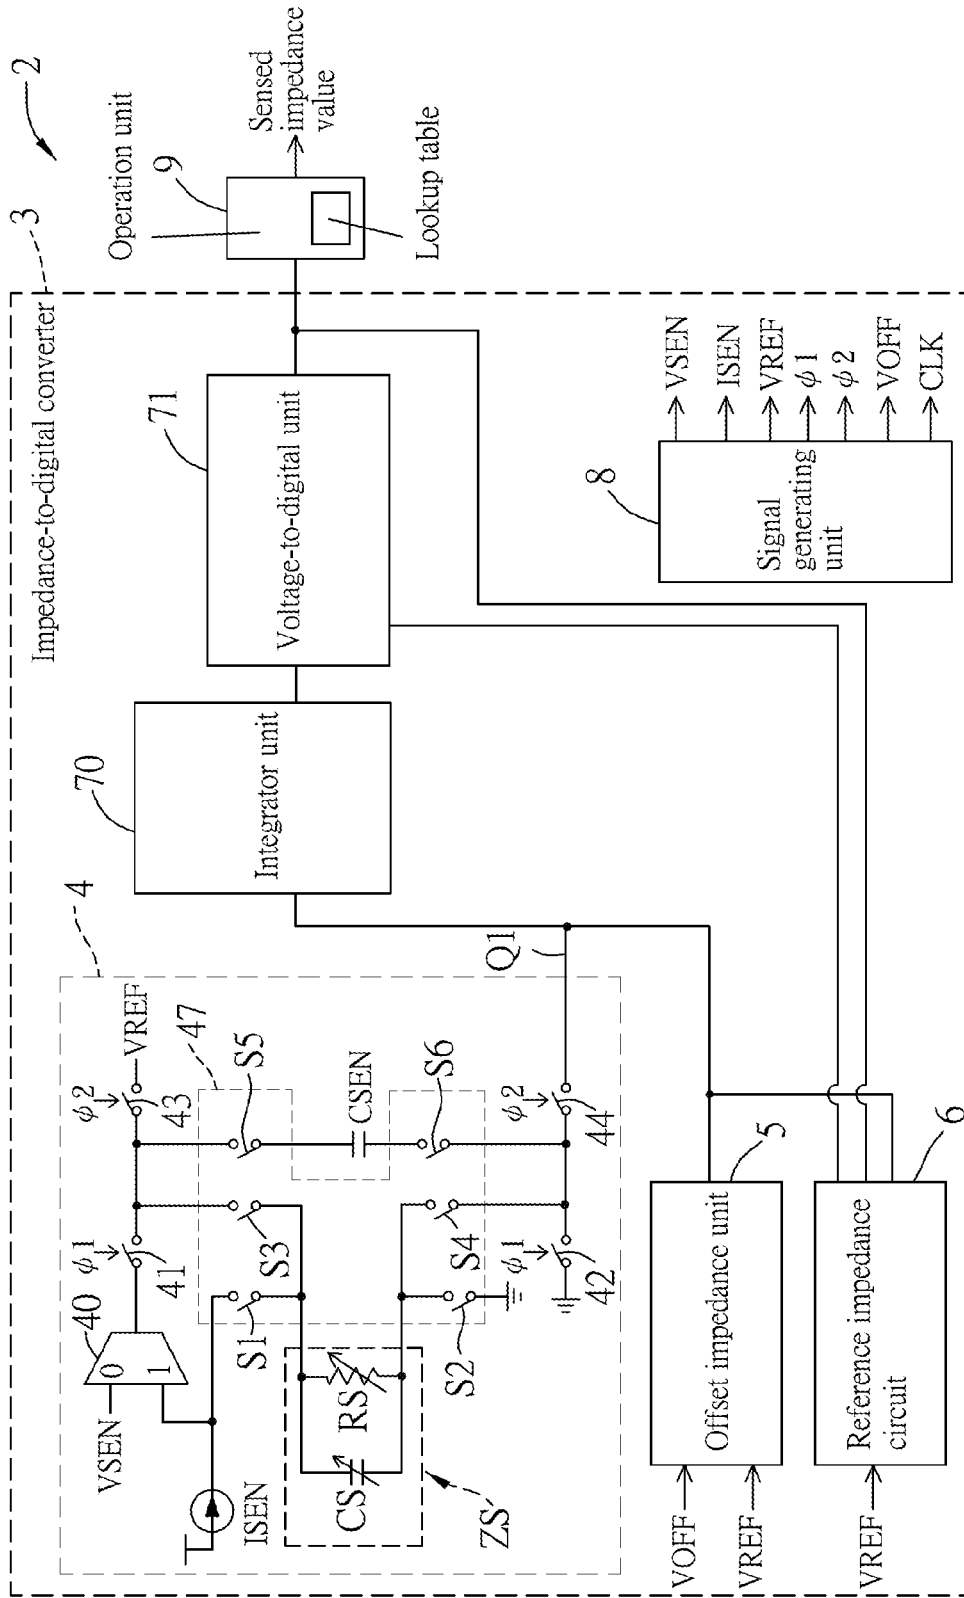 2
Impedance-to-digital converter
3
Operation unit
9
Sensed
impedance
value
Lookup table
4
40
VSEN
0
1
ϕ1
41
ϕ2
43
VREF
47
ISEN
S1
S3
S5
CSEN
CS
RS
ZS
S2
S4
S6
ϕ1
42
ϕ2
44
Q1
70
Integrator unit
71
Voltage-to-digital unit
8
Signal
generating
unit
VSEN
ISEN
VREF
ϕ1
ϕ2
VOFF
CLK
VOFF
VREF
Offset impedance unit
5
VREF
Reference impedance
circuit
6